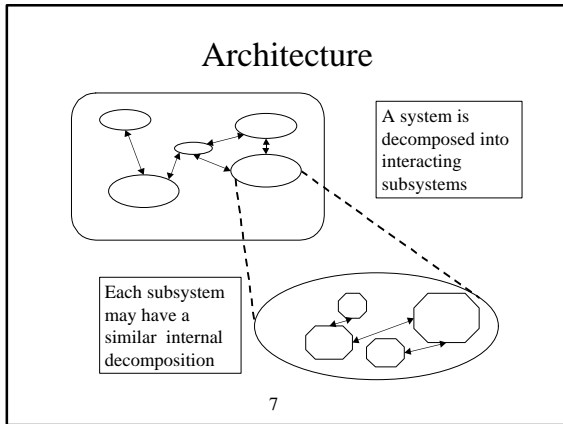 Architecture
A system is
decomposed into
interacting
subsystems
Each subsystem
may have a
similar internal
decomposition
7